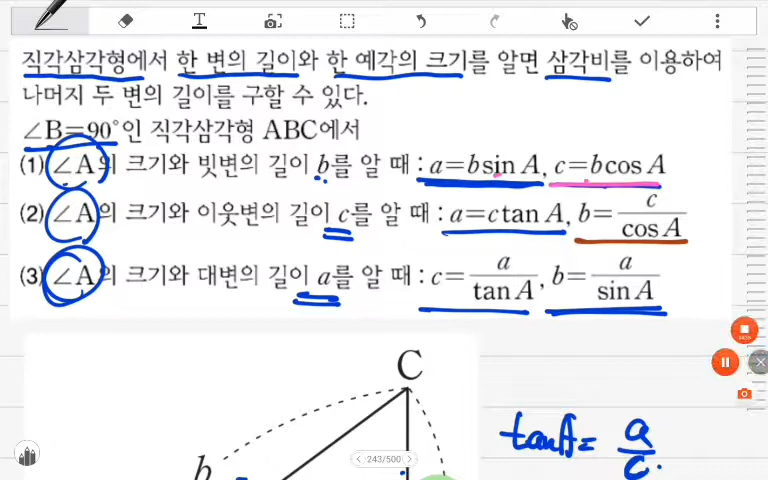 직각삼각형에서 한 변의 길이와 한 예각의 크기를 알면 삼각비를 이용하여
나머지 두 변의 길이를 구할 수 있다.
∠B=90°인 직각삼각형 ABC에서
(1) ∠A의 크기와 빗변의 길이 b를 알 때 : a=b sin A, c=b cos A
(2) ∠A의 크기와 이웃변의 길이 c를 알 때 : a=c tan A, b=c/cos A
(3) ∠A의 크기와 대변의 길이 a를 알 때 : c=a/tan A, b=a/sin A
C
tanA= a/c
b
243/500